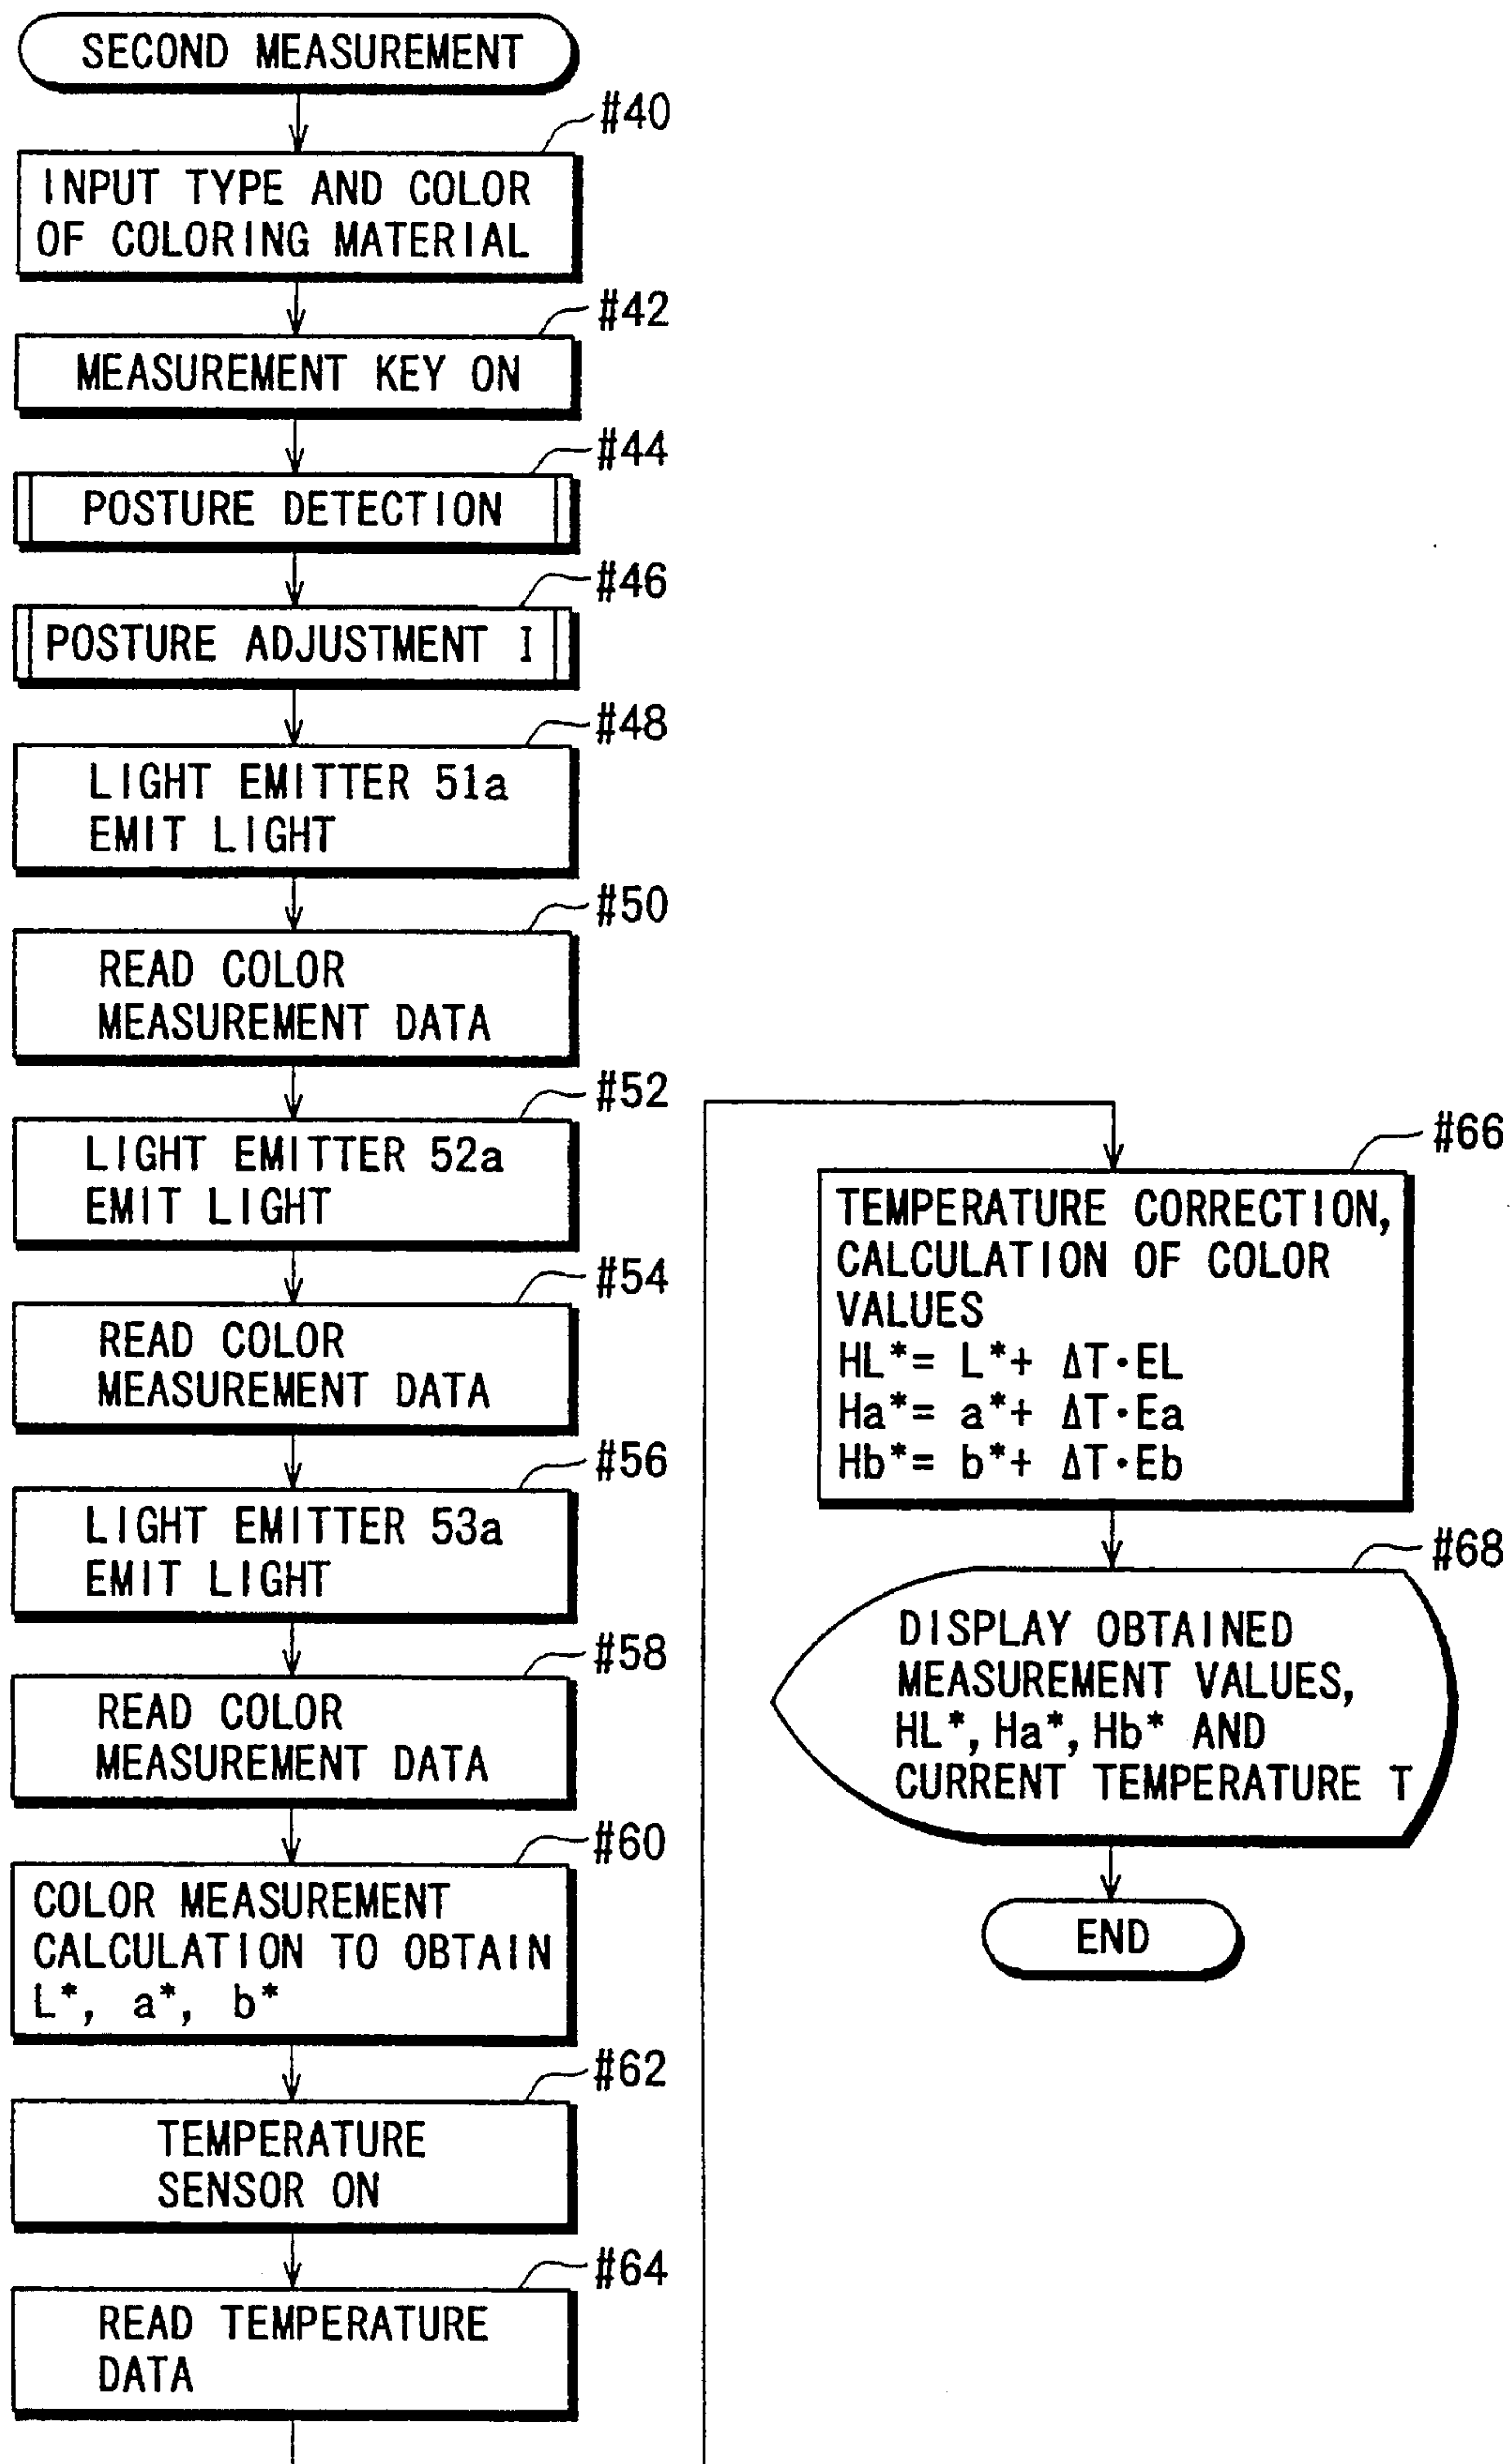 SECOND MEASUREMENT
#40
INPUT TYPE AND COLOR
OF COLORING MATERIAL
#42
MEASUREMENT KEY ON
#44
POSTURE DETECTION
#46
POSTURE ADJUSTMENT I
#48
LIGHT EMITTER 51a
EMIT LIGHT
#50
READ COLOR
MEASUREMENT DATA
#52
LIGHT EMITTER 52a
EMIT LIGHT
#54
READ COLOR
MEASUREMENT DATA
#56
LIGHT EMITTER 53a
EMIT LIGHT
#58
READ COLOR
MEASUREMENT DATA
#60
COLOR MEASUREMENT
CALCULATION TO OBTAIN
L*, a*, b*
#62
TEMPERATURE
SENSOR ON
#64
READ TEMPERATURE
DATA
#66
TEMPERATURE CORRECTION,
CALCULATION OF COLOR
VALUES
HL*= L*+ ΔT·EL
Ha*= a*+ ΔT·Ea
Hb*= b*+ ΔT·Eb
#68
DISPLAY OBTAINED
MEASUREMENT VALUES,
HL*, Ha*, Hb* AND
CURRENT TEMPERATURE T
END